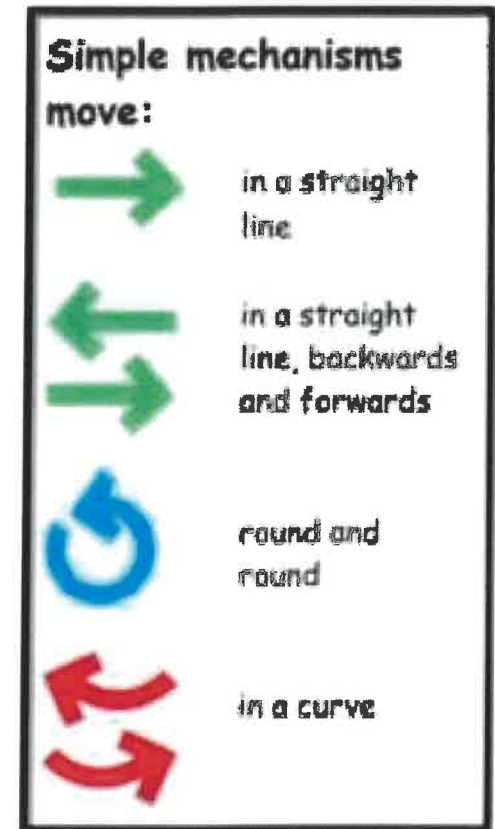 Simple mechanisms
move:
in a straight
line
in a straight
line, backwards
and forwards
round and
round
in a curve